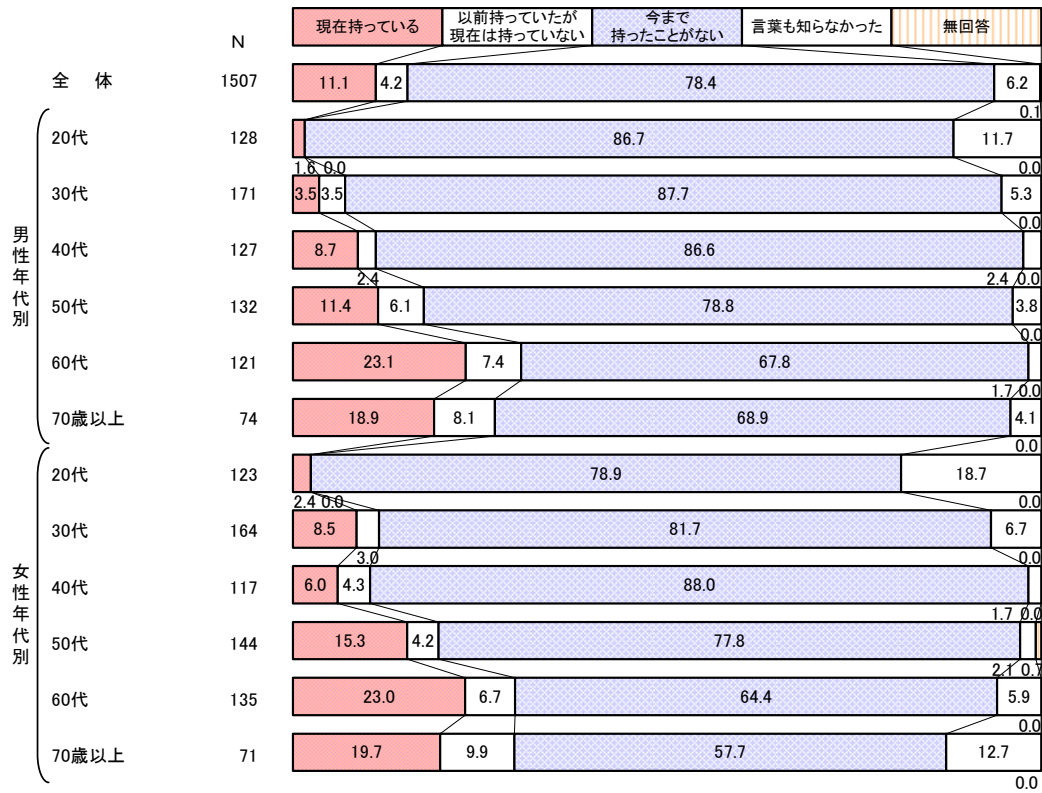 現在持っている
以前持っていたが
現在は持っていない
今まで
持ったことがない
言葉も知らなかった
無回答
N
全 体 1507 11.1 4.2 78.4 6.2
0.1
男性年代別
20代 128 86.7 11.7
1.6 0.0 0.0
30代 171 3.5 3.5 87.7 5.3
0.0
40代 127 8.7 86.6
2.4 2.4 0.0
50代 132 11.4 6.1 78.8 3.8
0.0
60代 121 23.1 7.4 67.8
1.7 0.0
70歳以上 74 18.9 8.1 68.9 4.1
0.0
女性年代別
20代 123 78.9 18.7
2.4 0.0 0.0
30代 164 8.5 81.7 6.7
3.0 0.0
40代 117 6.0 4.3 88.0
1.7 0.0
50代 144 15.3 4.2 77.8
2.1 0.7
60代 135 23.0 6.7 64.4 5.9
0.0
70歳以上 71 19.7 9.9 57.7 12.7
0.0